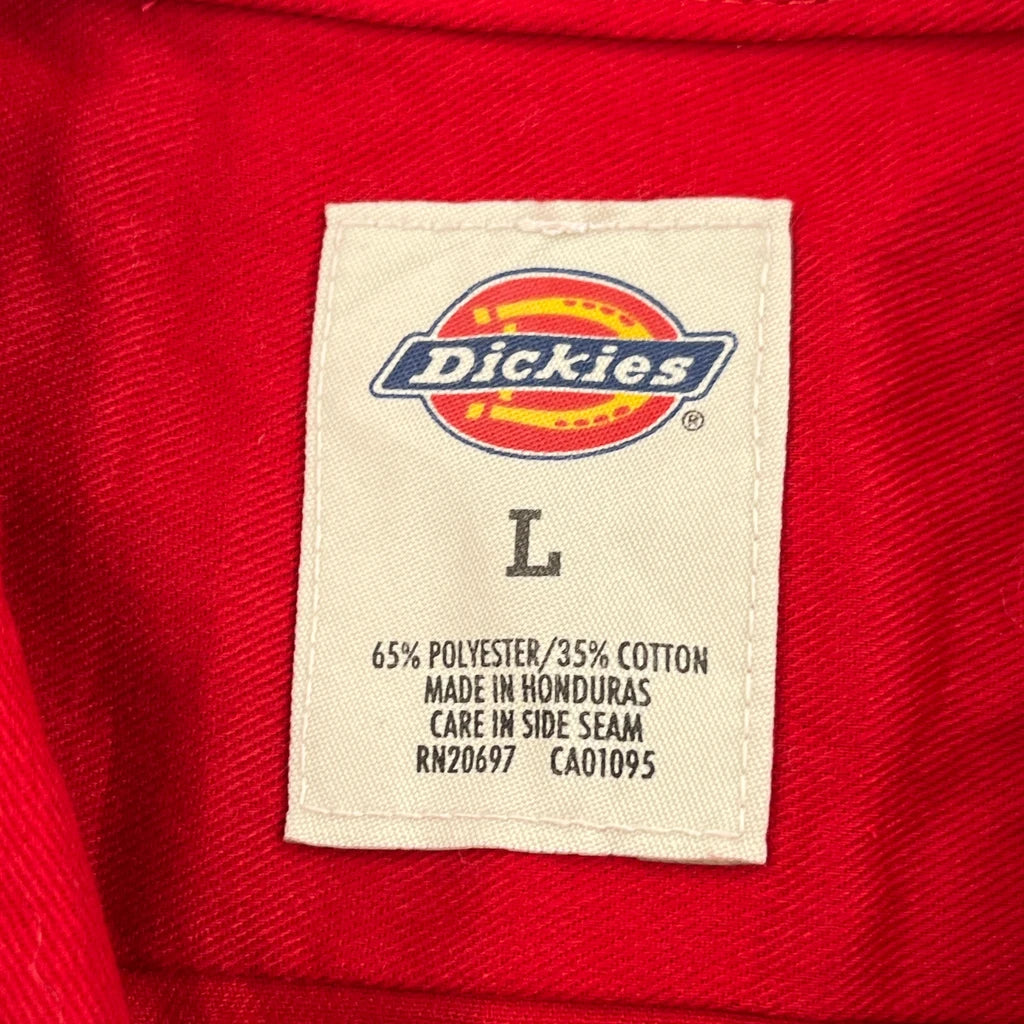 Dickies
®
L
65% POLYESTER/35% COTTON
MADE IN HONDURAS
CARE IN SIDE SEAM
RN20697 CA01095